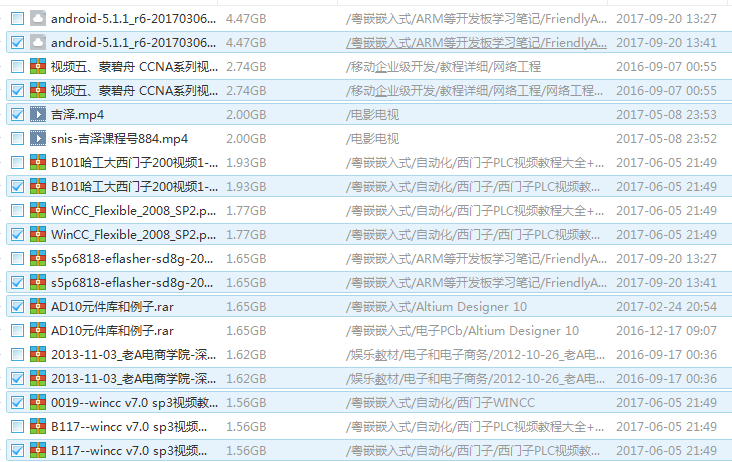 android-5.1.1_r6-20170306... 4.47GB /粤嵌嵌入式/ARM等开发板学习笔记/FriendlyA... 2017-09-20 13:27
android-5.1.1_r6-20170306... 4.47GB /粤嵌嵌入式/ARM等开发板学习笔记/FriendlyA... 2017-09-20 13:41
视频五、蒙碧舟 CCNA系列视... 2.74GB /移动企业级开发/教程详细/网络工程 2016-09-07 00:55
视频五、蒙碧舟 CCNA系列视... 2.74GB /移动企业级开发/教程详细/网络工程/网络工程... 2016-09-07 00:55
吉泽.mp4 2.00GB /电影电视 2017-05-08 23:53
snis-吉泽课程号884.mp4 2.00GB /电影电视 2017-05-08 23:52
B101哈工大西门子200视频1-... 1.93GB /粤嵌嵌入式/自动化/西门子PLC视频教程大全+... 2017-06-05 21:49
B101哈工大西门子200视频1-... 1.93GB /粤嵌嵌入式/自动化/西门子/西门子PLC视频教... 2017-06-05 21:49
WinCC_Flexible_2008_SP2.p... 1.77GB /粤嵌嵌入式/自动化/西门子PLC视频教程大全+... 2017-06-05 21:49
WinCC_Flexible_2008_SP2.p... 1.77GB /粤嵌嵌入式/自动化/西门子/西门子PLC视频教... 2017-06-05 21:49
s5p6818-eflasher-sd8g-20... 1.65GB /粤嵌嵌入式/ARM等开发板学习笔记/FriendlyA... 2017-09-20 13:27
s5p6818-eflasher-sd8g-20... 1.65GB /粤嵌嵌入式/ARM等开发板学习笔记/FriendlyA... 2017-09-20 13:41
AD10元件库和例子.rar 1.65GB /粤嵌嵌入式/Altium Designer 10 2017-02-24 20:54
AD10元件库和例子.rar 1.65GB /粤嵌嵌入式/电子PCb/Altium Designer 10 2016-12-17 09:07
2013-11-03_老A电商学院-深... 1.62GB /娱乐教材/电子和电子商务/2012-10-26_老A电... 2016-09-17 00:36
2013-11-03_老A电商学院-深... 1.62GB /娱乐教材/电子和电子商务/2012-10-26_老A电... 2016-09-17 00:36
0019--wincc v7.0 sp3视频教... 1.56GB /粤嵌嵌入式/自动化/西门子WINCC 2017-06-05 21:49
B117--wincc v7.0 sp3视频... 1.56GB /粤嵌嵌入式/自动化/西门子PLC视频教程大全+... 2017-06-05 21:49
B117--wincc v7.0 sp3视频... 1.56GB /粤嵌嵌入式/自动化/西门子/西门子PLC视频教... 2017-06-05 21:49